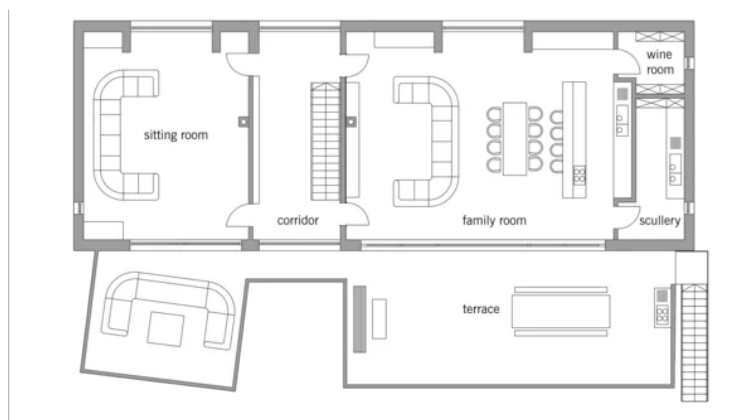 wine
room
sitting room
corridor
family room
scullery
terrace